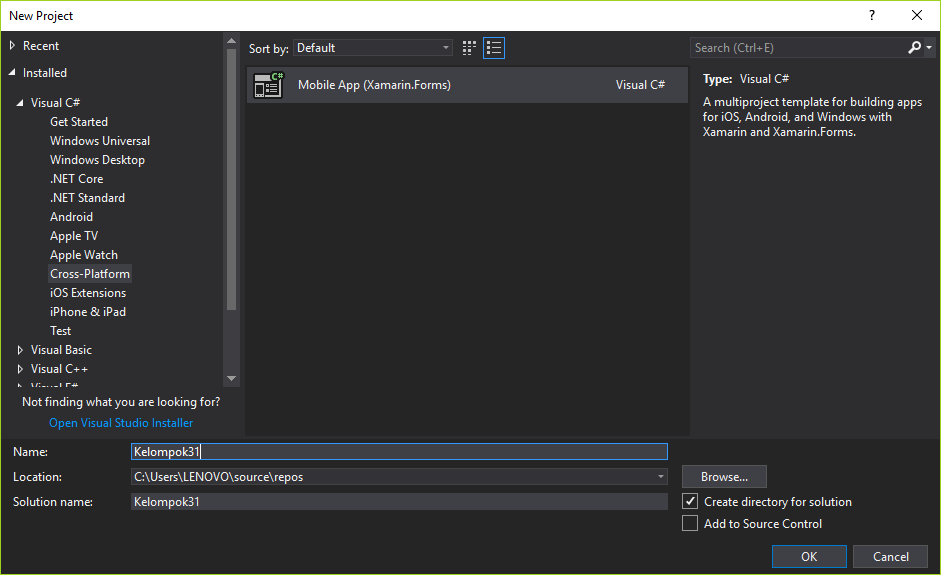 New Project
?
Recent
Installed
Visual C#
Get Started
Windows Universal
Windows Desktop
.NET Core
.NET Standard
Android
Apple TV
Apple Watch
Cross-Platform
iOS Extensions
iPhone & iPad
Test
Visual Basic
Visual C++
Visual F#
Not finding what you are looking for?
Open Visual Studio Installer
Sort by: Default
C# Mobile App (Xamarin.Forms) Visual C#
Search (Ctrl+E)
Type: Visual C#
A multiproject template for building apps
for iOS, Android, and Windows with
Xamarin and Xamarin.Forms.
Name: Kelompok31
Location: C:\Users\LENOVO\source\repos Browse...
Solution name: Kelompok31
Create directory for solution
Add to Source Control
OK Cancel